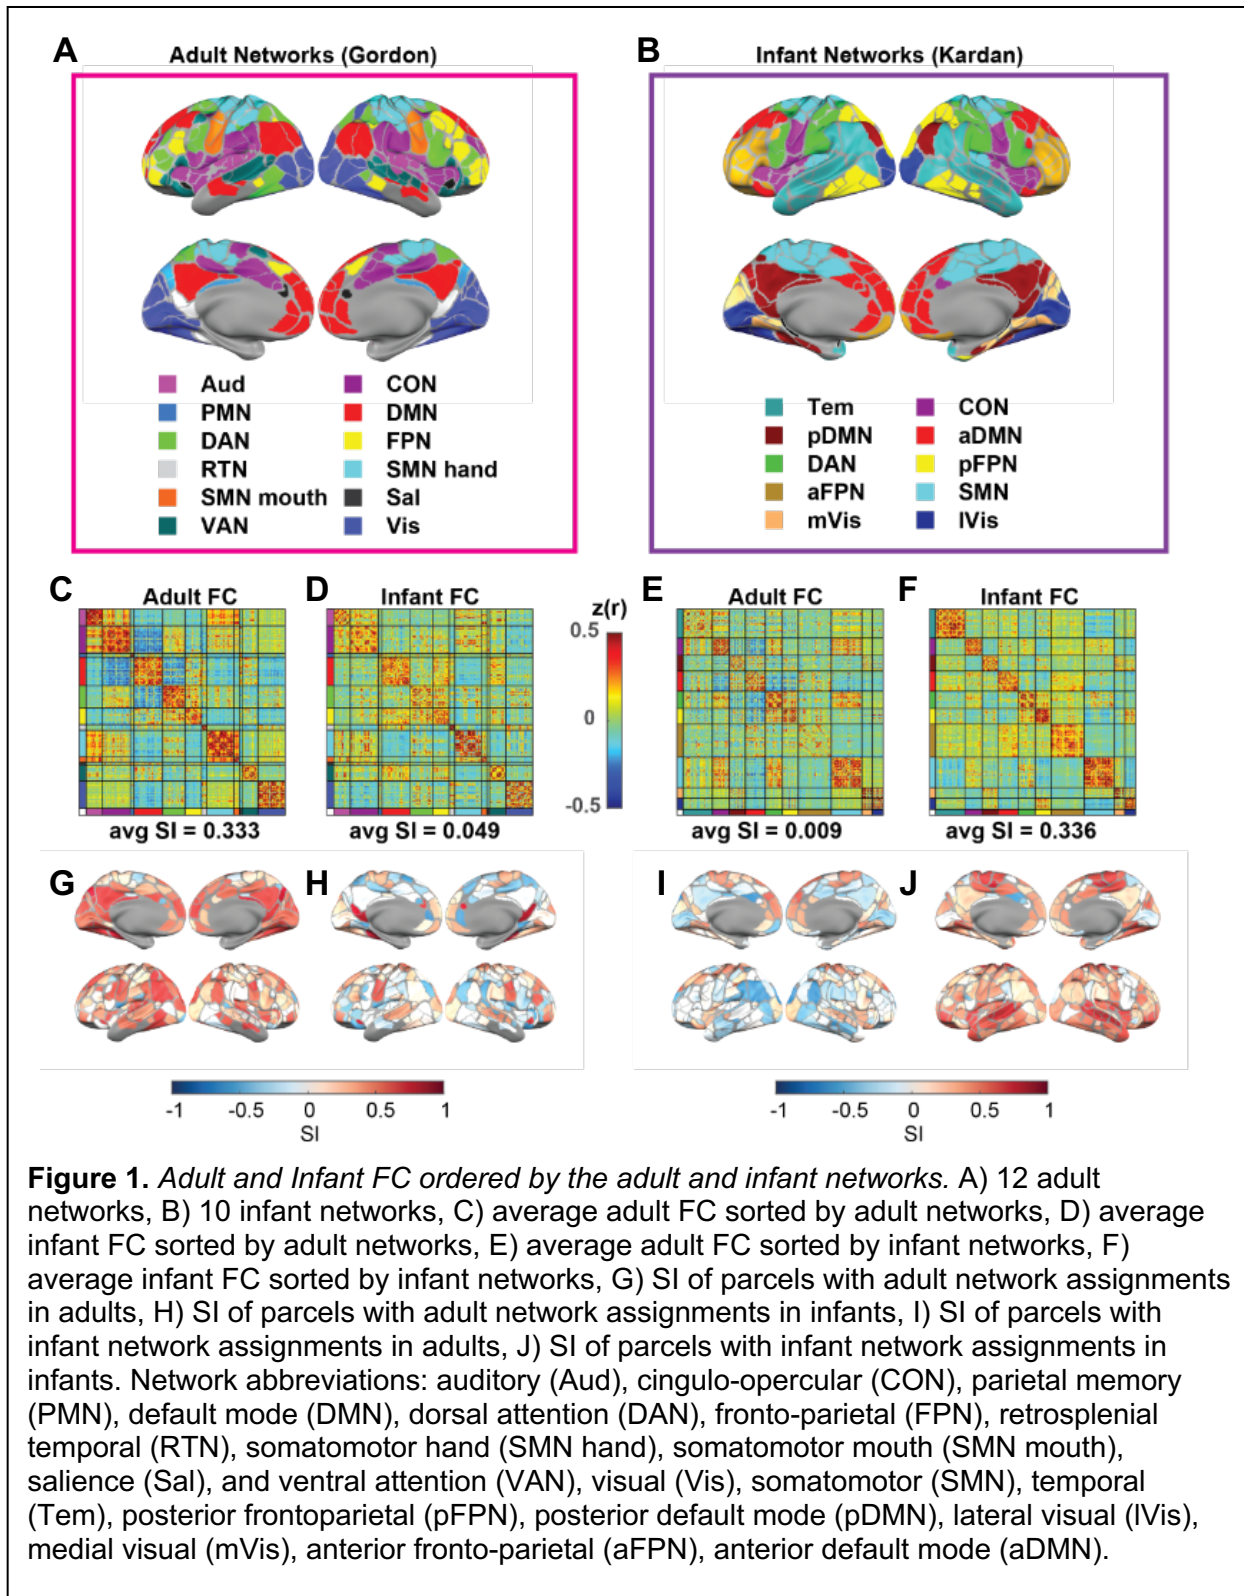 A
Adult Networks (Gordon)
B
Infant Networks (Kardan)
Aud
CON
PMN
DMN
DAN
FPN
RTN
SMN hand
SMN mouth
Sal
VAN
Vis
Tem
CON
pDMN
aDMN
DAN
pFPN
aFPN
SMN
mVis
lVis
C
Adult FC
D
Infant FC
z(r)
0.5
0
-0.5
E
Adult FC
F
Infant FC
avg SI = 0.333
avg SI = 0.049
avg SI = 0.009
avg SI = 0.336
G
H
I
J
-1 -0.5 0 0.5 1
SI
-1 -0.5 0 0.5 1
SI
Figure 1. Adult and Infant FC ordered by the adult and infant networks. A) 12 adult
networks, B) 10 infant networks, C) average adult FC sorted by adult networks, D) average
infant FC sorted by adult networks, E) average adult FC sorted by infant networks, F)
average infant FC sorted by infant networks, G) SI of parcels with adult network assignments
in adults, H) SI of parcels with adult network assignments in infants, I) SI of parcels with
infant network assignments in adults, J) SI of parcels with infant network assignments in
infants. Network abbreviations: auditory (Aud), cingulo-opercular (CON), parietal memory
(PMN), default mode (DMN), dorsal attention (DAN), fronto-parietal (FPN), retrosplenial
temporal (RTN), somatomotor hand (SMN hand), somatomotor mouth (SMN mouth),
salience (Sal), and ventral attention (VAN), visual (Vis), somatomotor (SMN), temporal
(Tem), posterior frontoparietal (pFPN), posterior default mode (pDMN), lateral visual (lVis),
medial visual (mVis), anterior fronto-parietal (aFPN), anterior default mode (aDMN).